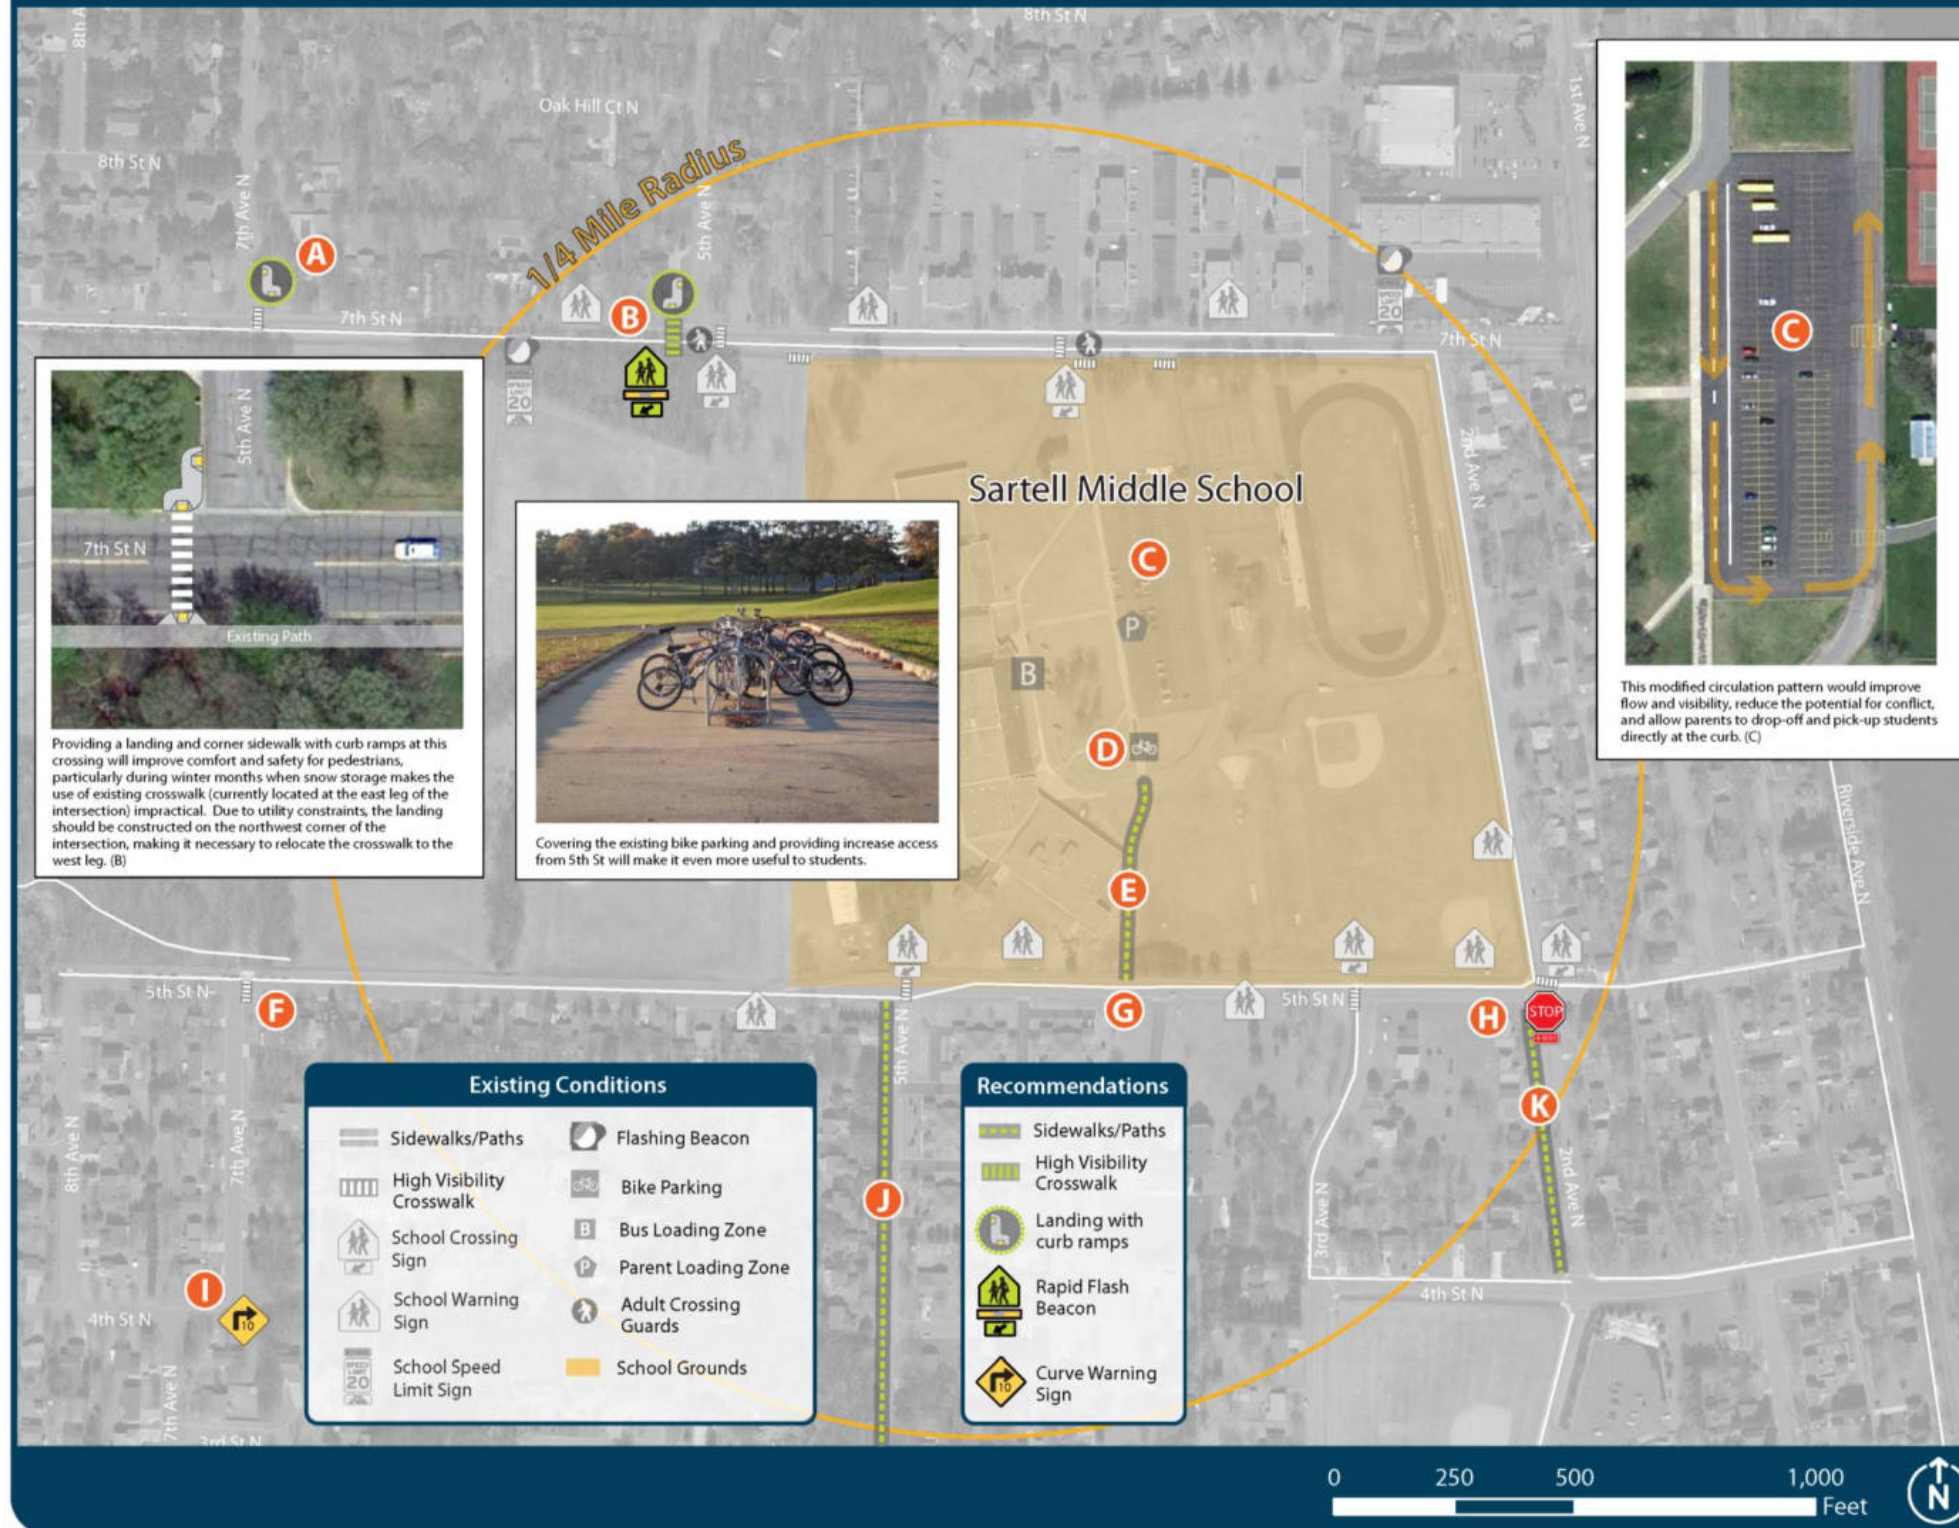 8th St N
8th A
1st Ave N
Oak Hill Ct N
8th St N
7th Ave N
A
1/4 Mile Radius
5th Ave N
B
7th St N
7th St N
SPEED
LIMIT
20
SPEED
LIMIT
20
2nd Ave N
C
This modified circulation pattern would improve
flow and visibility, reduce the potential for conflict,
and allow parents to drop-off and pick-up students
directly at the curb. (C)
5th Ave N
7th St N
Existing Path
Providing a landing and corner sidewalk with curb ramps at this
crossing will improve comfort and safety for pedestrians,
particularly during winter months when snow storage makes the
use of existing crosswalk (currently located at the east leg of the
intersection) impractical. Due to utility constraints, the landing
should be constructed on the northwest corner of the
intersection, making it necessary to relocate the crosswalk to the
west leg. (B)
Covering the existing bike parking and providing increase access
from 5th St will make it even more useful to students.
Sartell Middle School
C
P
B
D
E
Riverside Ave N
5th St N
F
G
5th St N
H
STOP
5th Ave N
K
J
8th Ave N
7th Ave N
3rd Ave N
2nd Ave N
I
10
4th St N
4th St N
7th Ave N
3rd St N
Existing Conditions
Sidewalks/Paths
High Visibility
Crosswalk
School Crossing
Sign
School Warning
Sign
SPEED
LIMIT
20
School Speed
Limit Sign
Flashing Beacon
Bike Parking
B
Bus Loading Zone
P
Parent Loading Zone
Adult Crossing
Guards
School Grounds
Recommendations
Sidewalks/Paths
High Visibility
Crosswalk
Landing with
curb ramps
Rapid Flash
Beacon
10
Curve Warning
Sign
0 250 500 1,000
Feet
N